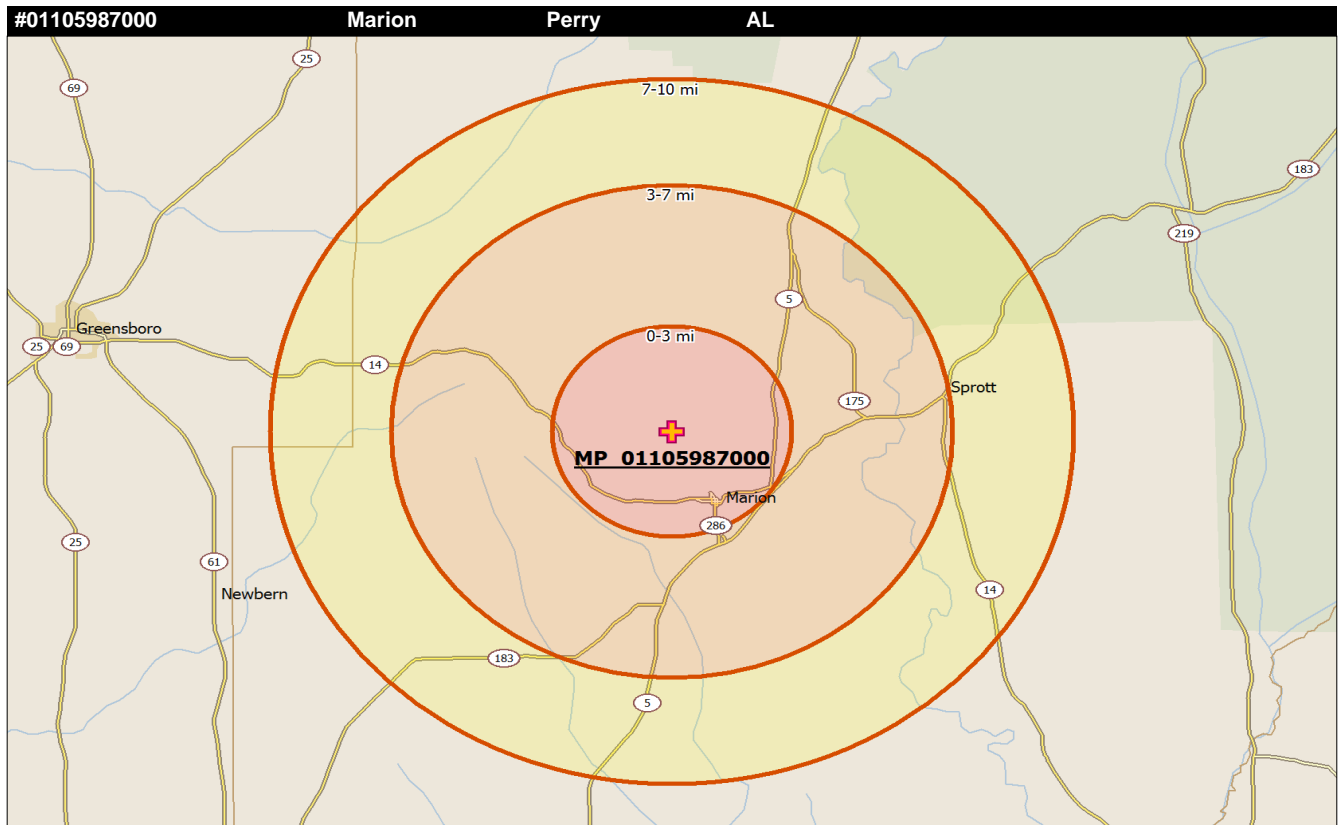 #01105987000 Marion Perry AL
25
69
7-10 mi
183
3-7 mi
219
5
Greensboro
0-3 mi
25 69
14
Sprott
175
MP 01105987000
Marion
286
25
61
14
Newbern
183
5